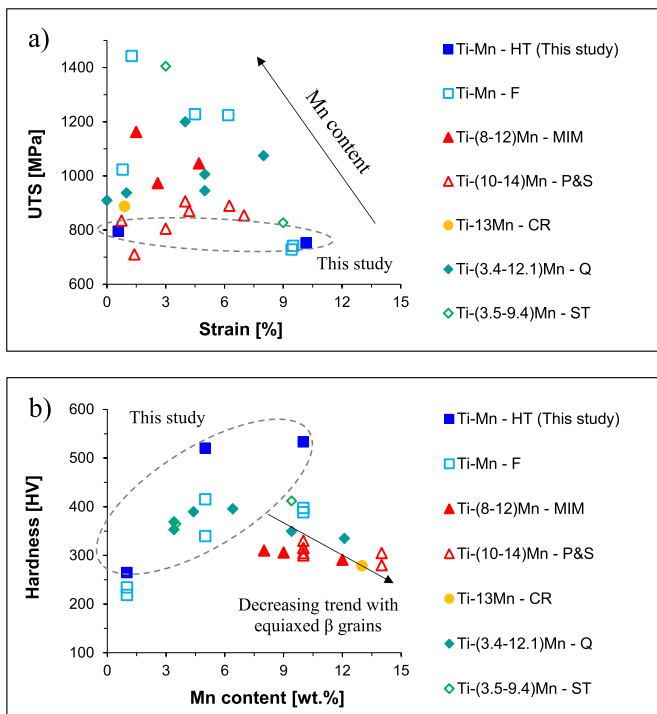 a)
1400
1200
1000
800
600
UTS [MPa]
Mn content
This study
0
3
6
9
12
15
Strain [%]
Ti-Mn - HT (This study)
Ti-Mn - F
Ti-(8-12)Mn - MIM
Ti-(10-14)Mn - P&S
Ti-13Mn - CR
Ti-(3.4-12.1)Mn - Q
Ti-(3.5-9.4)Mn - ST
b)
600
500
400
300
200
100
Hardness [HV]
This study
Decreasing trend with
equiaxed β grains
0
3
6
9
12
15
Mn content [wt.%]
Ti-Mn - HT (This study)
Ti-Mn - F
Ti-(8-12)Mn - MIM
Ti-(10-14)Mn - P&S
Ti-13Mn - CR
Ti-(3.4-12.1)Mn - Q
Ti-(3.5-9.4)Mn - ST